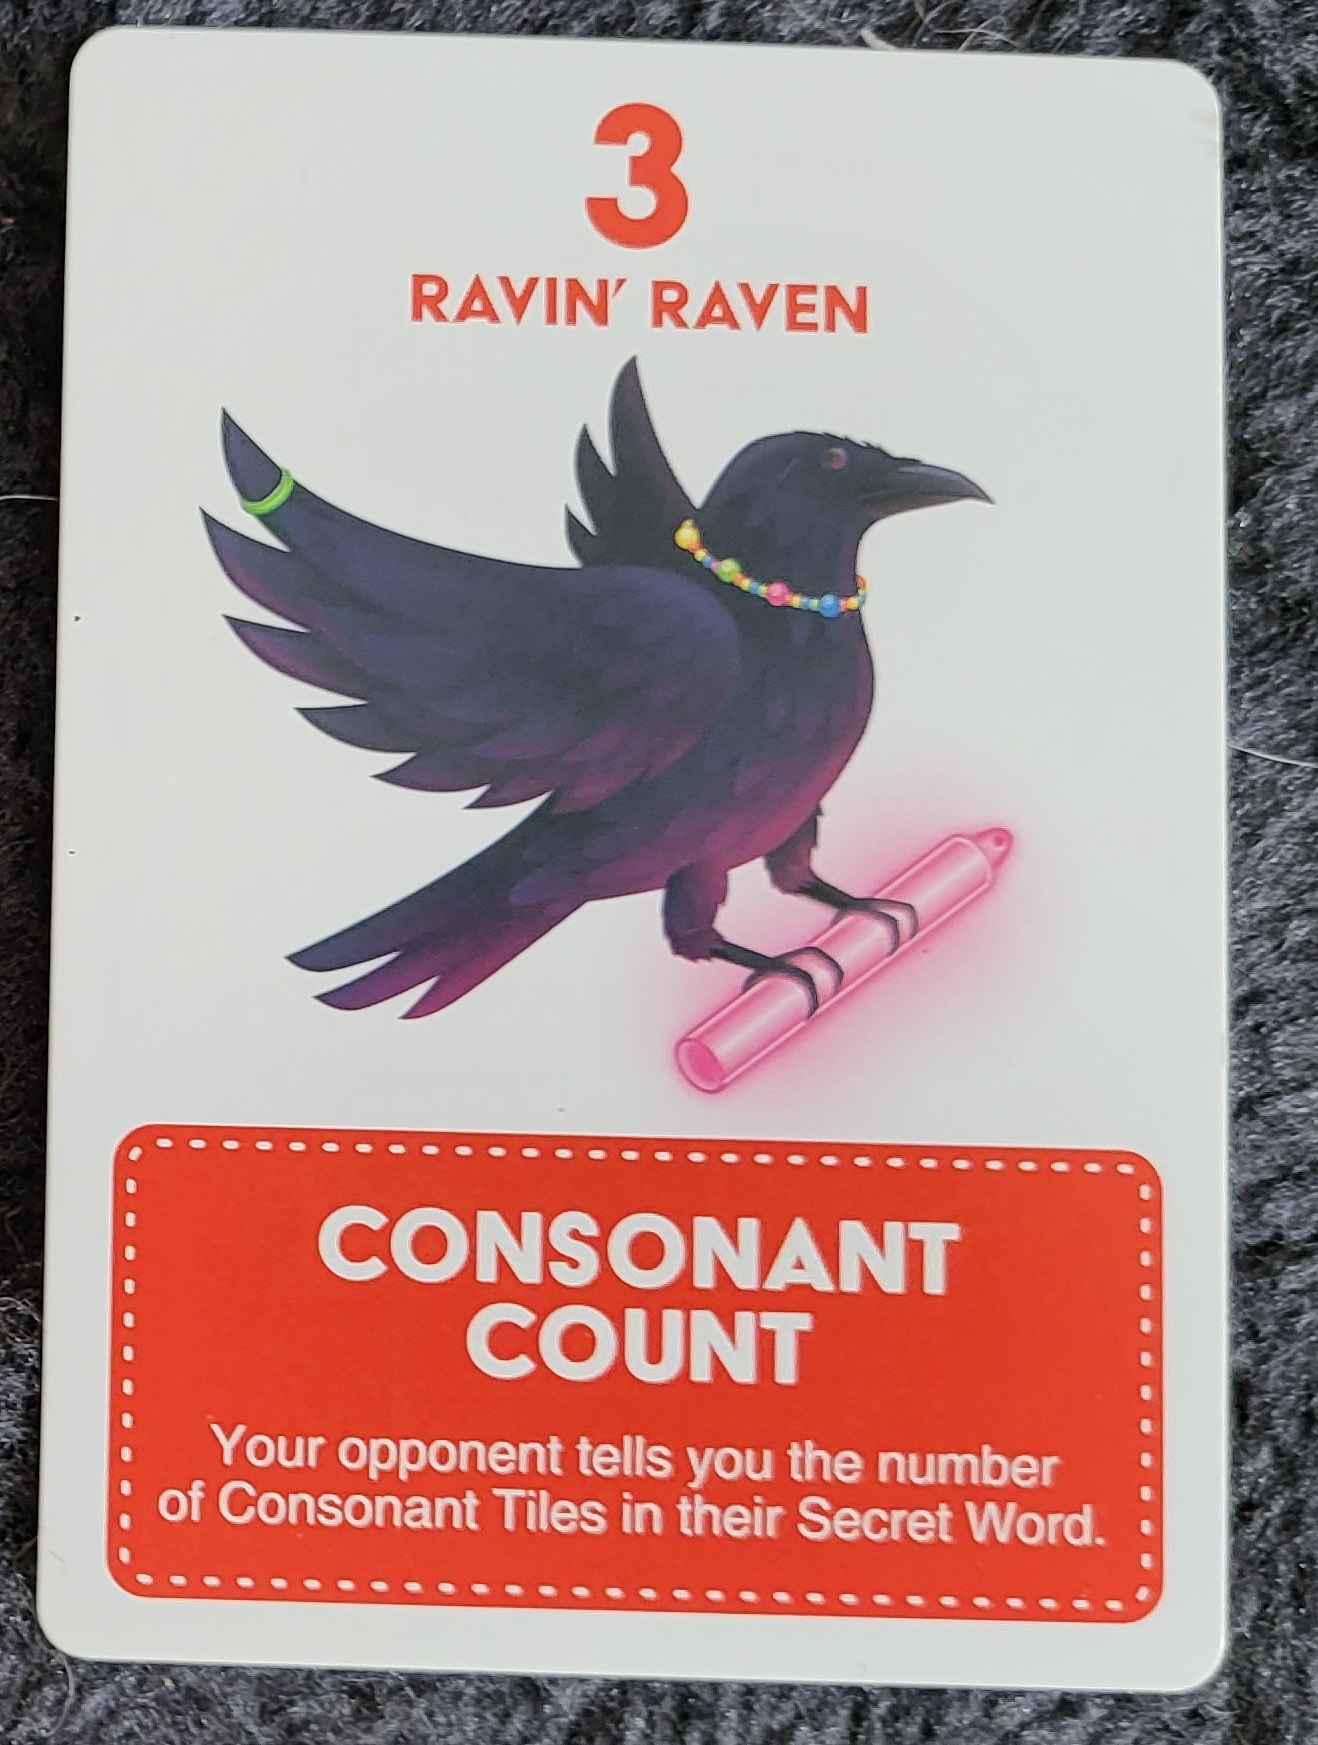 3
RAVIN' RAVEN
CONSONANT
COUNT
Your opponent tells you the number
of Consonant Tiles in their Secret Word.